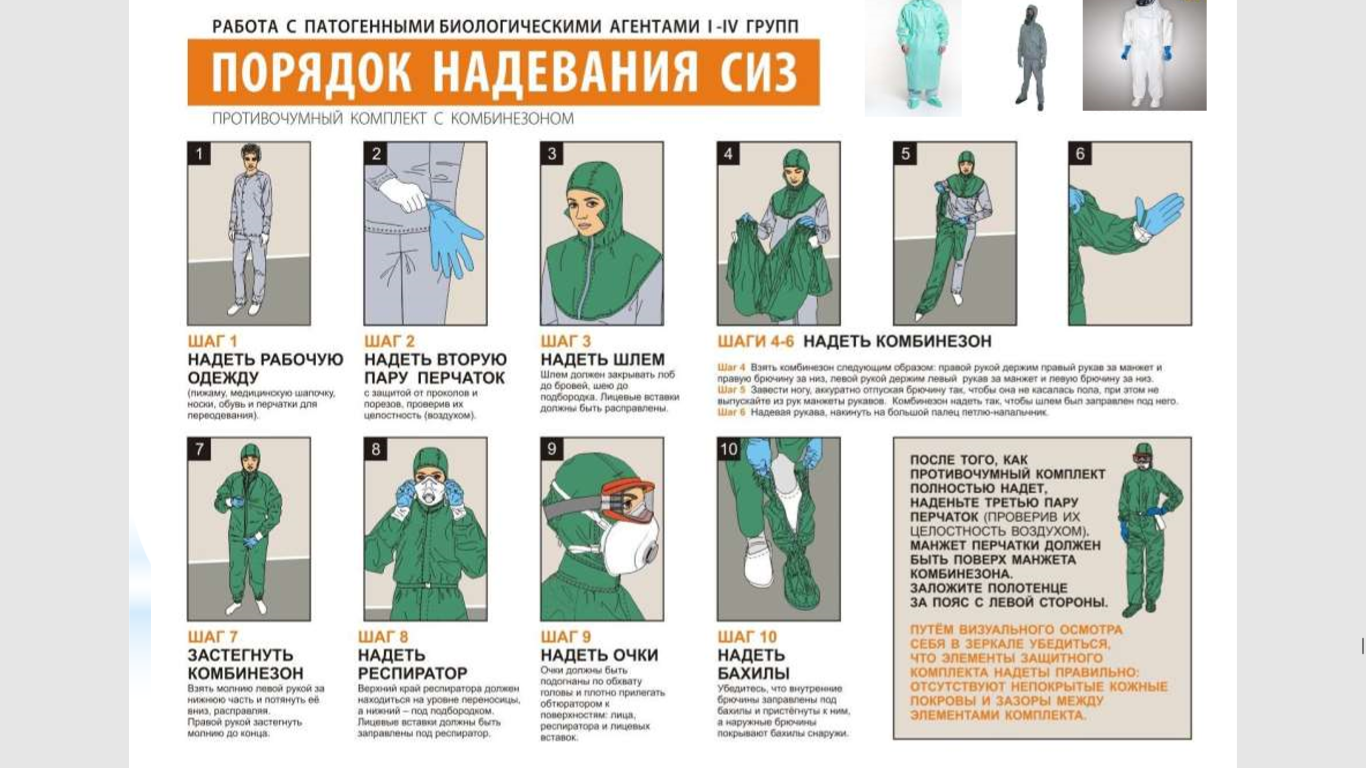 РАБОТА С ПАТОГЕННЫМИ БИОЛОГИЧЕСКИМИ АГЕНТАМИ I-IV ГРУПП
ПОРЯДОК НАДЕВАНИЯ СИЗ
ПРОТИВОЧУМНЫЙ КОМПЛЕКТ С КОМБИНЕЗОНОМ
1
2
3
4
5
6
ШАГ 1
НАДЕТЬ РАБОЧУЮ
ОДЕЖДУ
(пижаму, медицинскую шапочку,
носки, обувь и перчатки для
переодевания).
ШАГ 2
НАДЕТЬ ВТОРУЮ
ПАРУ ПЕРЧАТОК
с защитой от проколов и
порезов, проверив их
целостность (воздухом).
ШАГ 3
НАДЕТЬ ШЛЕМ
Шлем должен закрывать лоб
до бровей, шею до
подбородка. Лицевые вставки
должны быть расправлены.
ШАГИ 4-6 НАДЕТЬ КОМБИНЕЗОН
Шаг 4 Взять комбинезон следующим образом: правой рукой держим правый рукав за манжет и
правую брючину за низ, левой рукой держим левый рукав за манжет и левую брючину за низ.
Шаг 5 Завести ногу, аккуратно отпуская брючину так, чтобы она не касалась пола, при этом не
выпускайте из рук манжеты рукавов. Комбинезон надеть так, чтобы шлем был заправлен под него.
Шаг 6 Надевая рукава, накинуть на большой палец петлю-напальчник.
7
8
9
10
ШАГ 7
ЗАСТЕГНУТЬ
КОМБИНЕЗОН
Взять молнию левой рукой за
нижнюю часть и потянуть её
вниз, расправляя.
Правой рукой застегнуть
молнию до конца.
ШАГ 8
НАДЕТЬ
РЕСПИРАТОР
Верхний край респиратора должен
находиться на уровне переносицы,
а нижний – под подбородком.
Лицевые вставки должны быть
заправлены под респиратор.
ШАГ 9
НАДЕТЬ ОЧКИ
Очки должны быть
подогнаны по обхвату
головы и плотно прилегать
обтюратором к
поверхностям: лица,
респиратора и лицевых
вставок.
ШАГ 10
НАДЕТЬ
БАХИЛЫ
Убедитесь, что внутренние
брючины заправлены под
бахилы и пристёгнуты к ним,
а наружные брючины
покрывают бахилы снаружи.
ПОСЛЕ ТОГО, КАК
ПРОТИВОЧУМНЫЙ КОМПЛЕКТ
ПОЛНОСТЬЮ НАДЕТ,
НАДЕНЬТЕ ТРЕТЬЮ ПАРУ
ПЕРЧАТОК (ПРОВЕРИВ ИХ
ЦЕЛОСТНОСТЬ ВОЗДУХОМ).
МАНЖЕТ ПЕРЧАТКИ ДОЛЖЕН
БЫТЬ ПОВЕРХ МАНЖЕТА
КОМБИНЕЗОНА.
ЗАЛОЖИТЕ ПОЛОТЕНЦЕ
ЗА ПОЯС С ЛЕВОЙ СТОРОНЫ.
ПУТЁМ ВИЗУАЛЬНОГО ОСМОТРА
СЕБЯ В ЗЕРКАЛЕ УБЕДИТЬСЯ,
ЧТО ЭЛЕМЕНТЫ ЗАЩИТНОГО
КОМПЛЕКТА НАДЕТЫ ПРАВИЛЬНО:
ОТСУТСТВУЮТ НЕПОКРЫТЫЕ КОЖНЫЕ
ПОКРОВЫ И ЗАЗОРЫ МЕЖДУ
ЭЛЕМЕНТАМИ КОМПЛЕКТА.